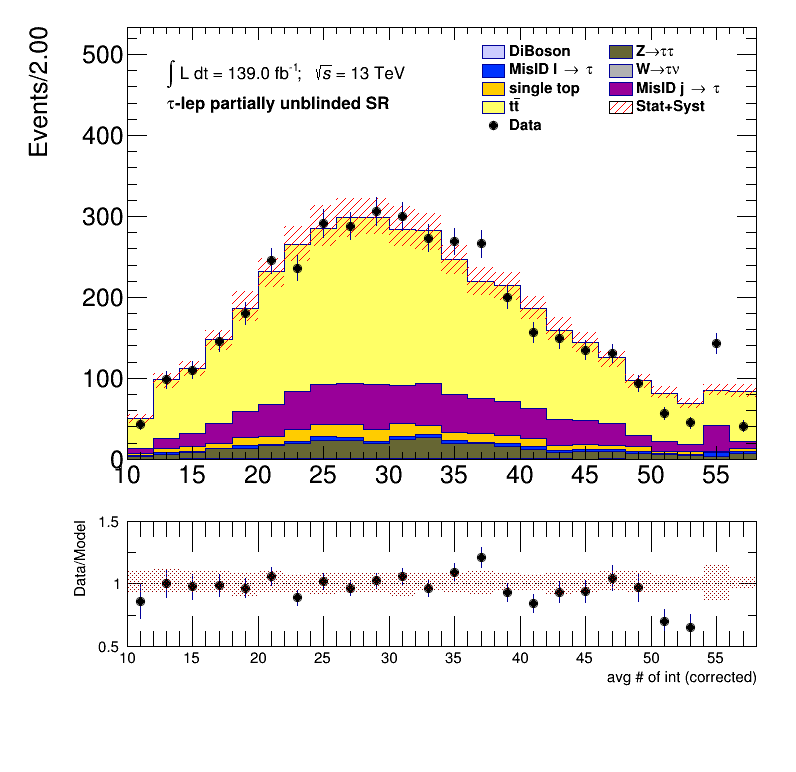 Events/2.00
500
400
300
200
100
0
∫ L dt = 139.0 fb⁻¹; √s = 13 TeV
τ-lep partially unblinded SR
DiBoson
MisID l → τ
single top
tt̄
Data
Z→ττ
W→τν
MisID j → τ
Stat+Syst
10 15 20 25 30 35 40 45 50 55
Data/Model
1.5
1
0.5
10 15 20 25 30 35 40 45 50 55
avg # of int (corrected)